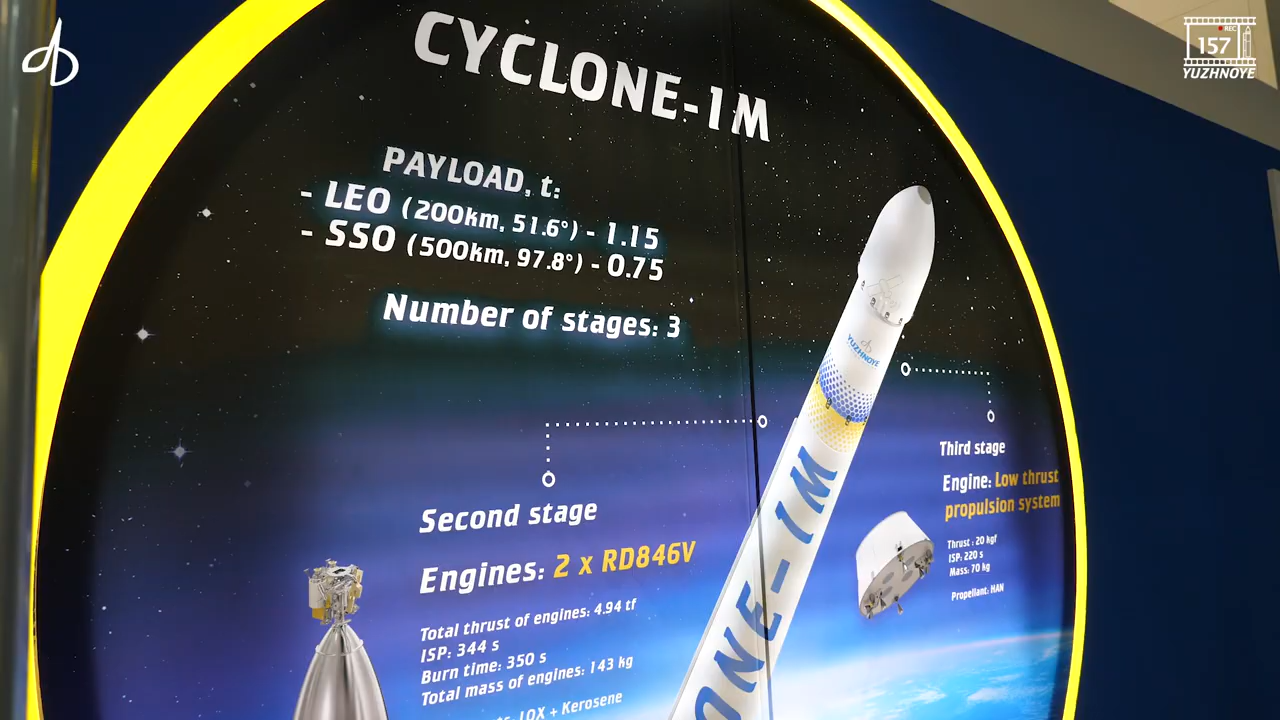 REC
157
YUZHNOYE
CYCLONE-1M
PAYLOAD, t:
- LEO (200km, 51.6°) - 1.15
- SSO (500km, 97.8°) - 0.75
Number of stages: 3
YUZHNOYE
ONE-1M
Second stage
Engines: 2 x RD846V
Total thrust of engines: 4.94 tf
ISP: 344 s
Burn time: 350 s
Total mass of engines: 143 kg
LOX + Kerosene
Third stage
Engine: Low thrust
propulsion system
Thrust : 20 kgf
ISP: 220 s
Mass: 70 kg
Propellant: HAN